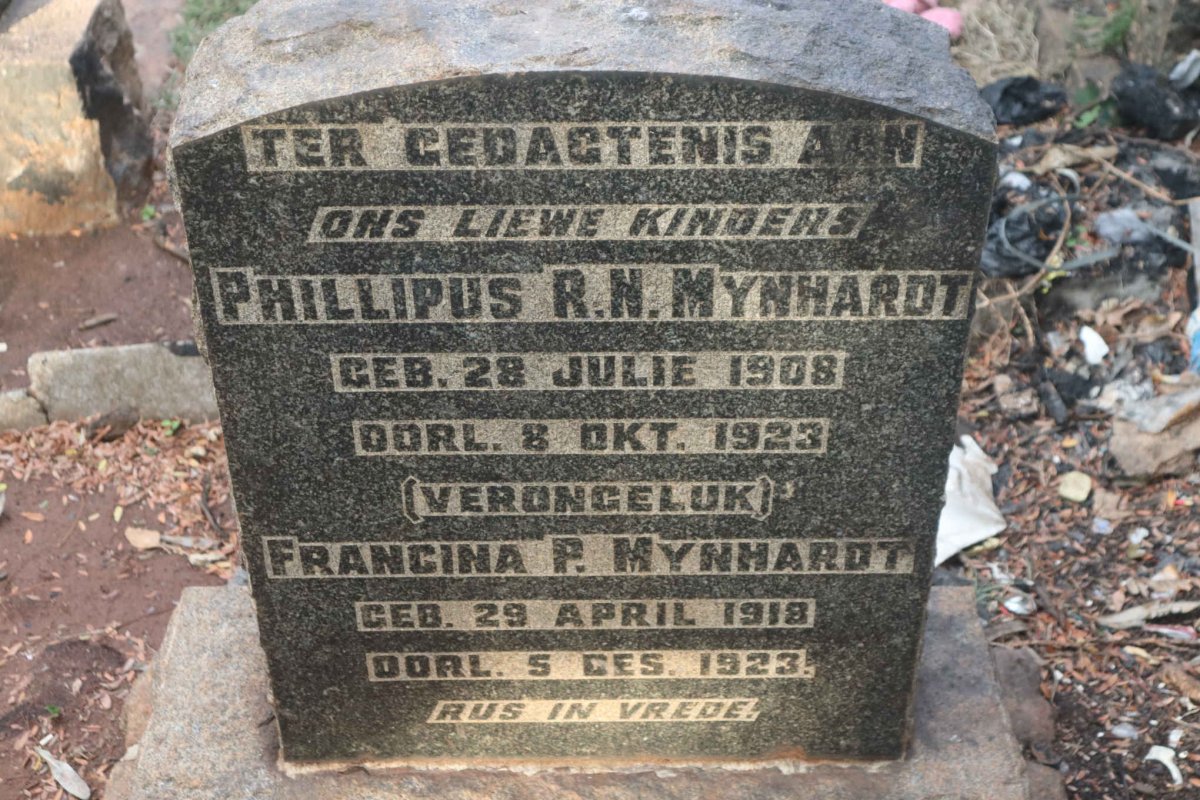 TER GEDAGTENIS AAN
ONS LIEWE KINDERS
PHILLIPUS R.N. MYNHARDT
GEB. 28 JULIE 1908
OORL. 8 OKT. 1923
(VERONGELUK)
FRANCINA P. MYNHARDT
GEB. 29 APRIL 1918
OORL. 5 DES. 1923.
RUS IN VREDE.